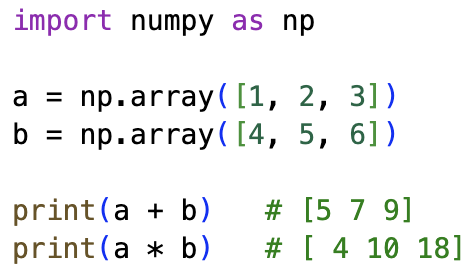 import numpy as np

a = np.array([1, 2, 3])
b = np.array([4, 5, 6])

print(a + b)   # [5 7 9]
print(a * b)   # [ 4 10 18]